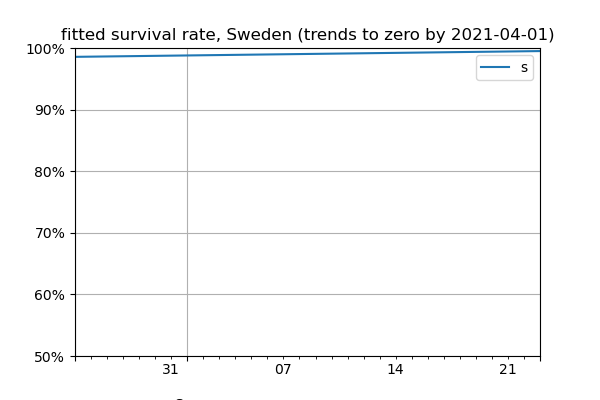 fitted survival rate, Sweden (trends to zero by 2021-04-01)
100%
s
90%
80%
70%
60%
50%
31 07 14 21